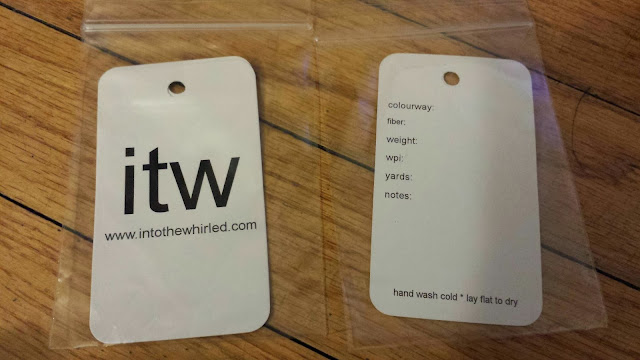 itw
www.intothewhirled.com
colourway:
fiber:
weight:
wpi:
yards:
notes:
hand wash cold * lay flat to dry